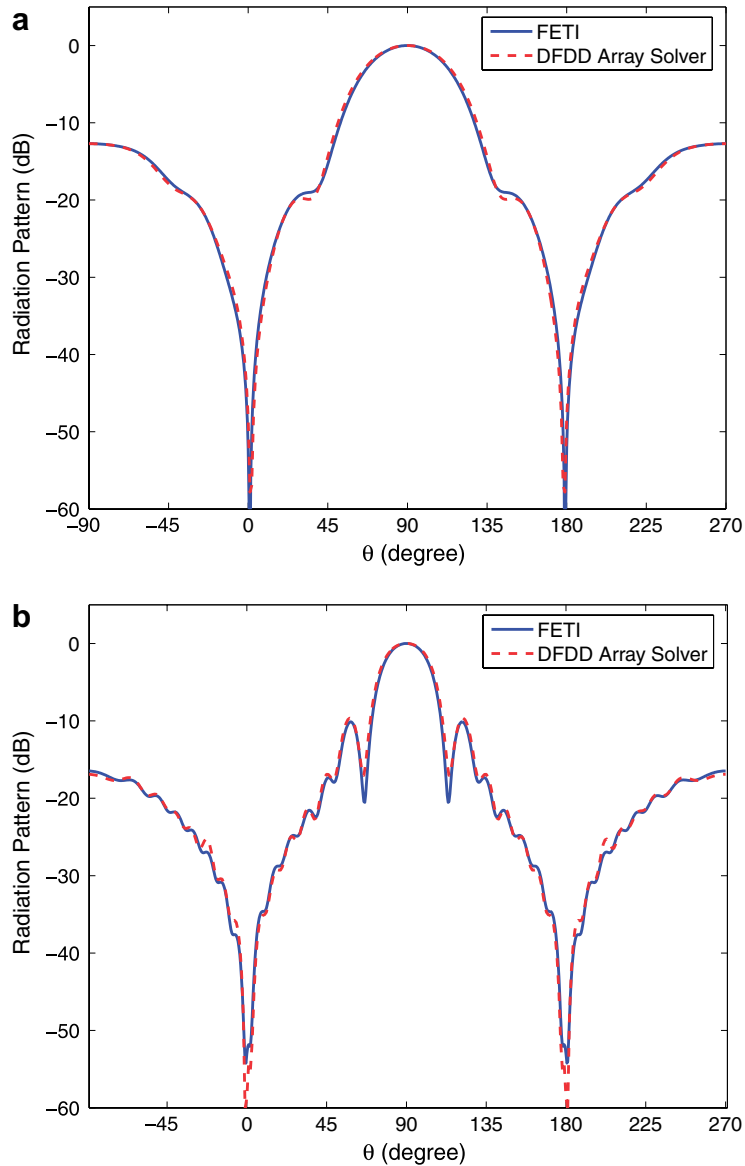 a
FETI
DFDD Array Solver
Radiation Pattern (dB)
0
−10
−20
−30
−40
−50
−60
−90 −45 0 45 90 135 180 225 270
θ (degree)
b
FETI
DFDD Array Solver
Radiation Pattern (dB)
0
−10
−20
−30
−40
−50
−60
−45 0 45 90 135 180 225 270
θ (degree)